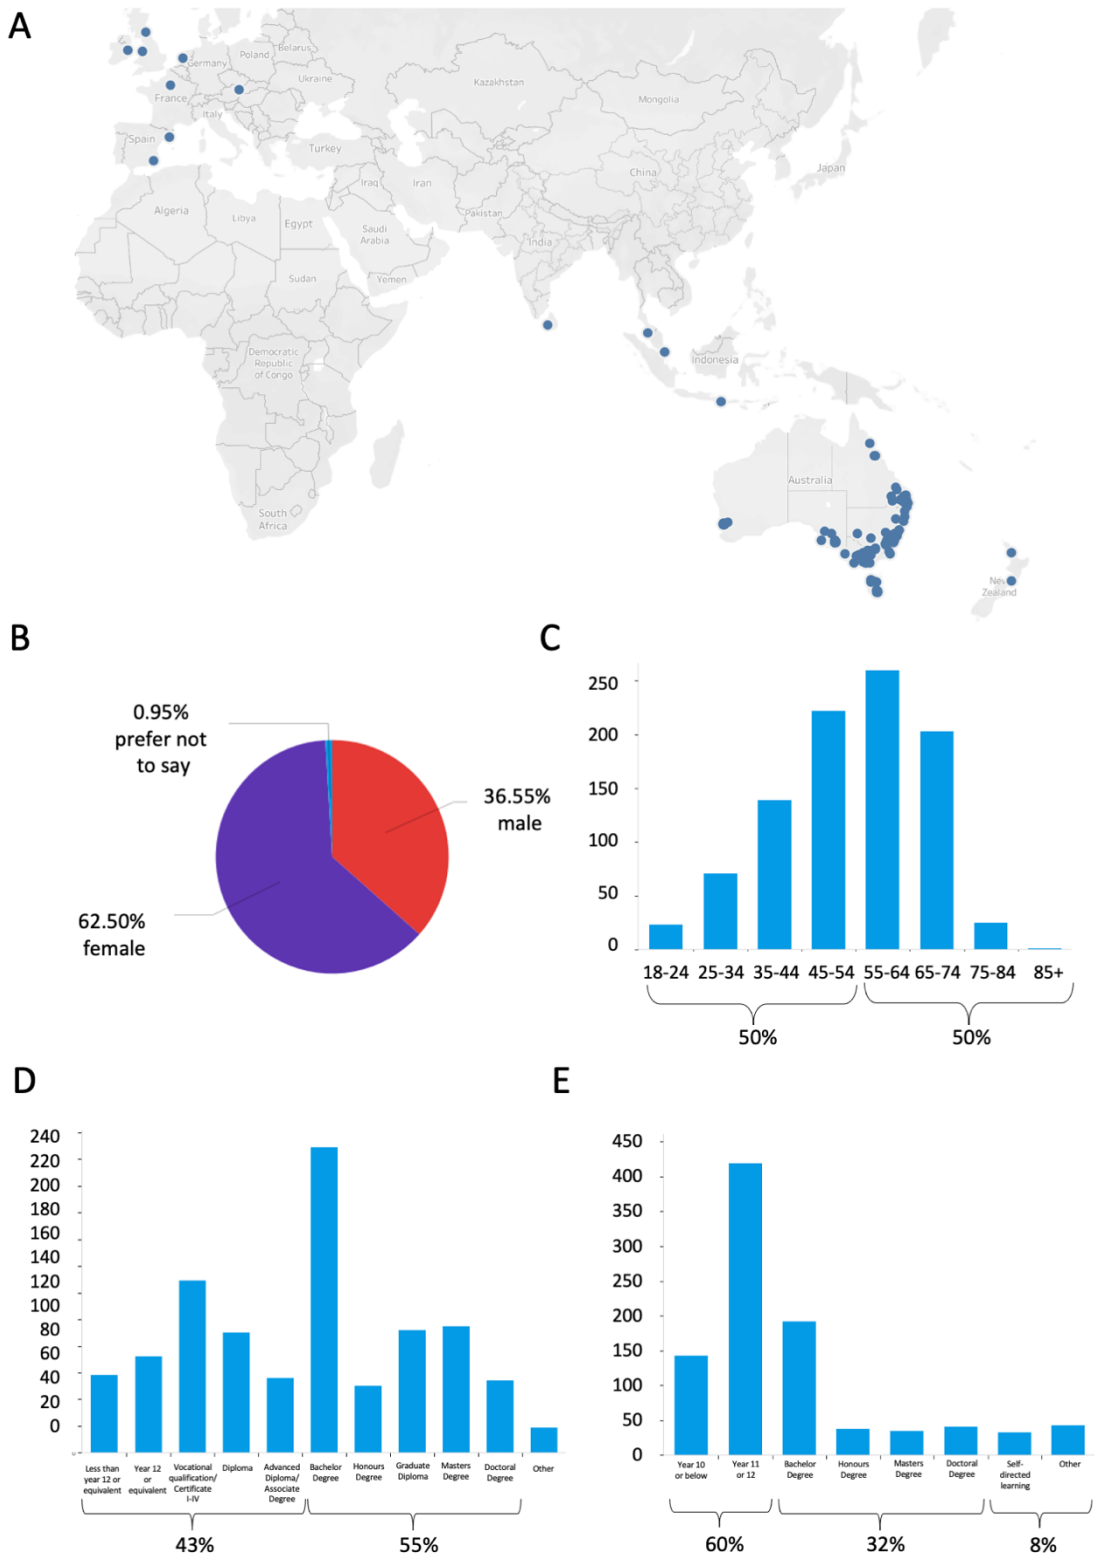 A
Germany
Poland
Belarus
Ukraine
France
Italy
Spain
Kazakhstan
Mongolia
Turkey
Iraq
Iran
China
Japan
Algeria
Libya
Egypt
Saudi
Arabia
Pakistan
India
Sudan
Yemen
Democratic
Republic
of Congo
Indonesia
Australia
South
Africa
New
Zealand
B
0.95%
prefer not
to say
36.55%
male
62.50%
female
C
250
200
150
100
50
0
18-24 25-34 35-44 45-54 55-64 65-74 75-84 85+
50% 50%
D
240
220
200
180
160
140
120
100
80
60
40
20
0
Less than
year 12 or
equivalent
Year 12
or
equivalent
Vocational
qualification/
Certificate
I-IV
Diploma
Advanced
Diploma/
Associate
Degree
Bachelor
Degree
Honours
Degree
Graduate
Diploma
Masters
Degree
Doctoral
Degree
Other
43% 55%
E
450
400
350
300
250
200
150
100
50
0
Year 10
or below
Year 11
or 12
Bachelor
Degree
Honours
Degree
Masters
Degree
Doctoral
Degree
Self-
directed
learning
Other
60% 32% 8%